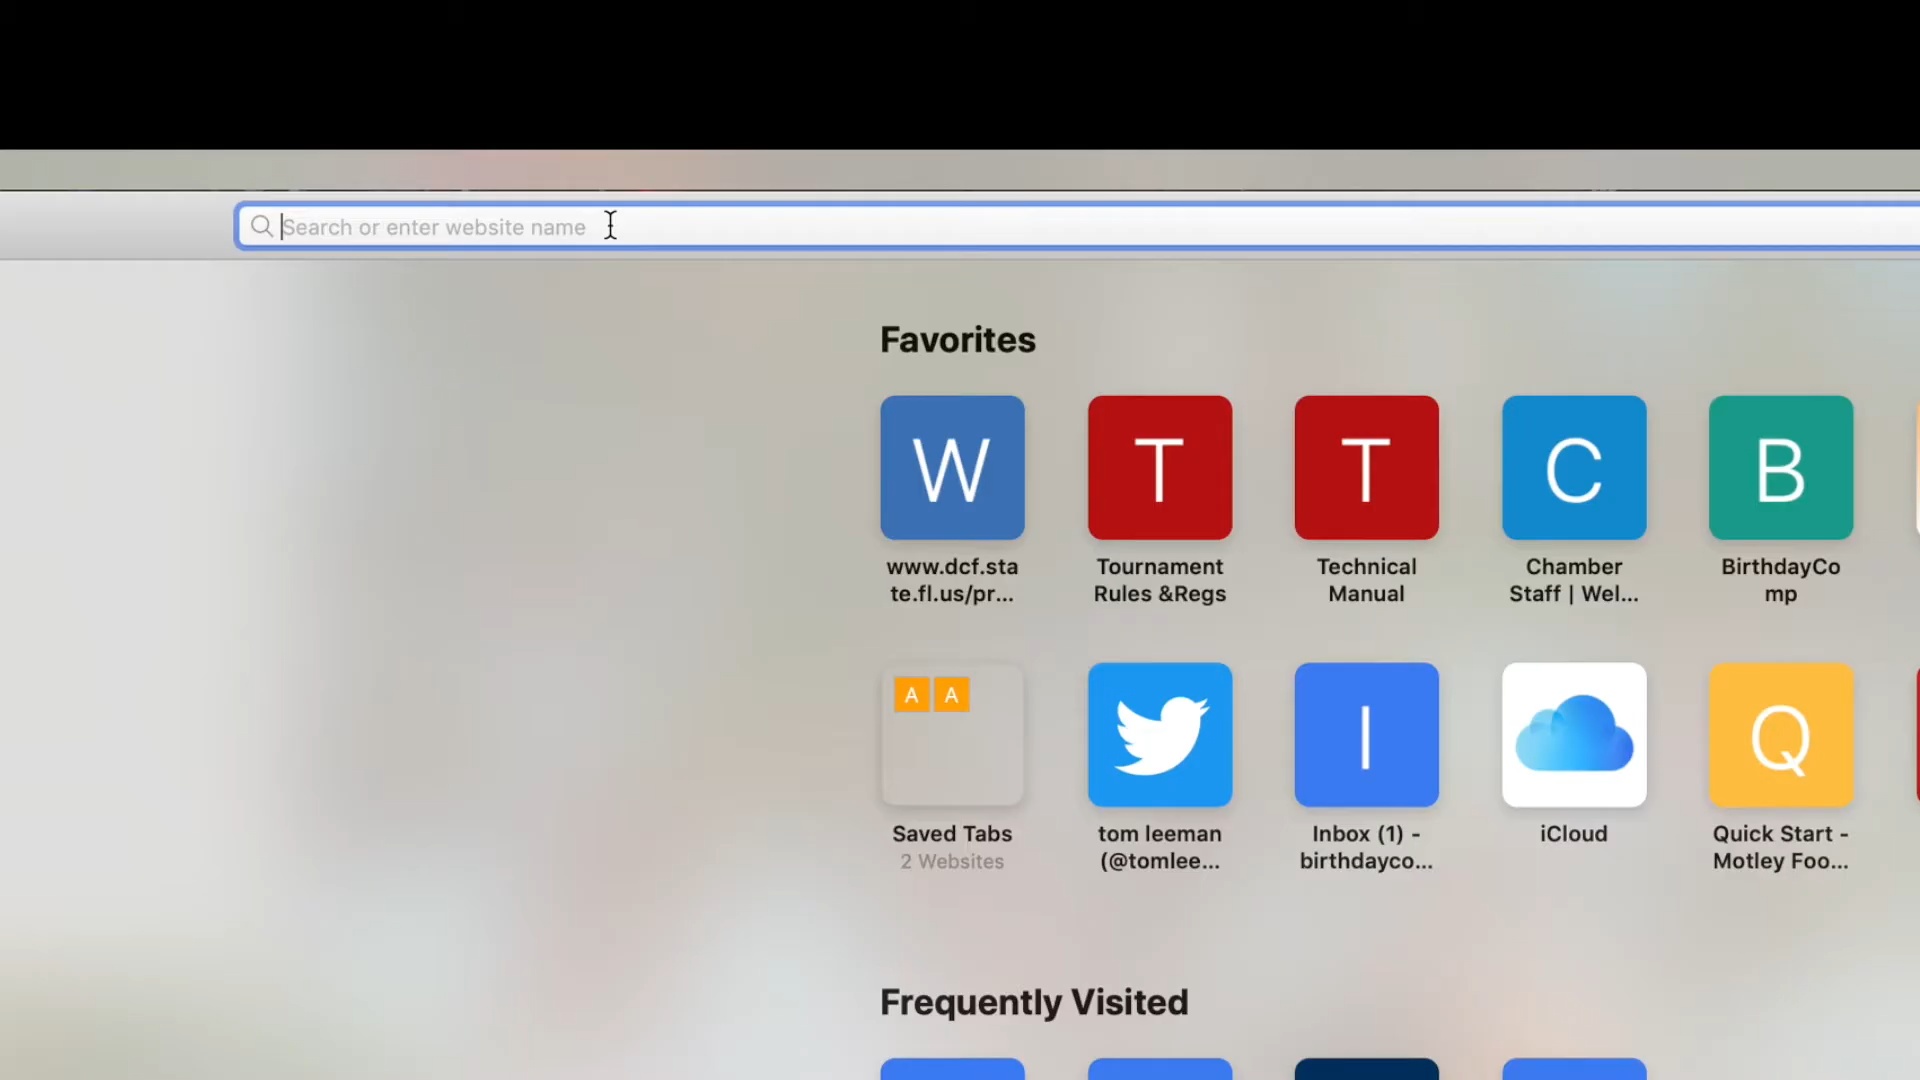 Search or enter website name
Favorites
W
T
T
C
B
www.dcf.sta
te.fl.us/pr...
Tournament
Rules &Regs
Technical
Manual
Chamber
Staff | Wel...
BirthdayCo
mp
A A
I
Q
Saved Tabs
2 Websites
tom leeman
(@tomlee...
Inbox (1) -
birthdayco...
iCloud
Quick Start -
Motley Foo...
Frequently Visited